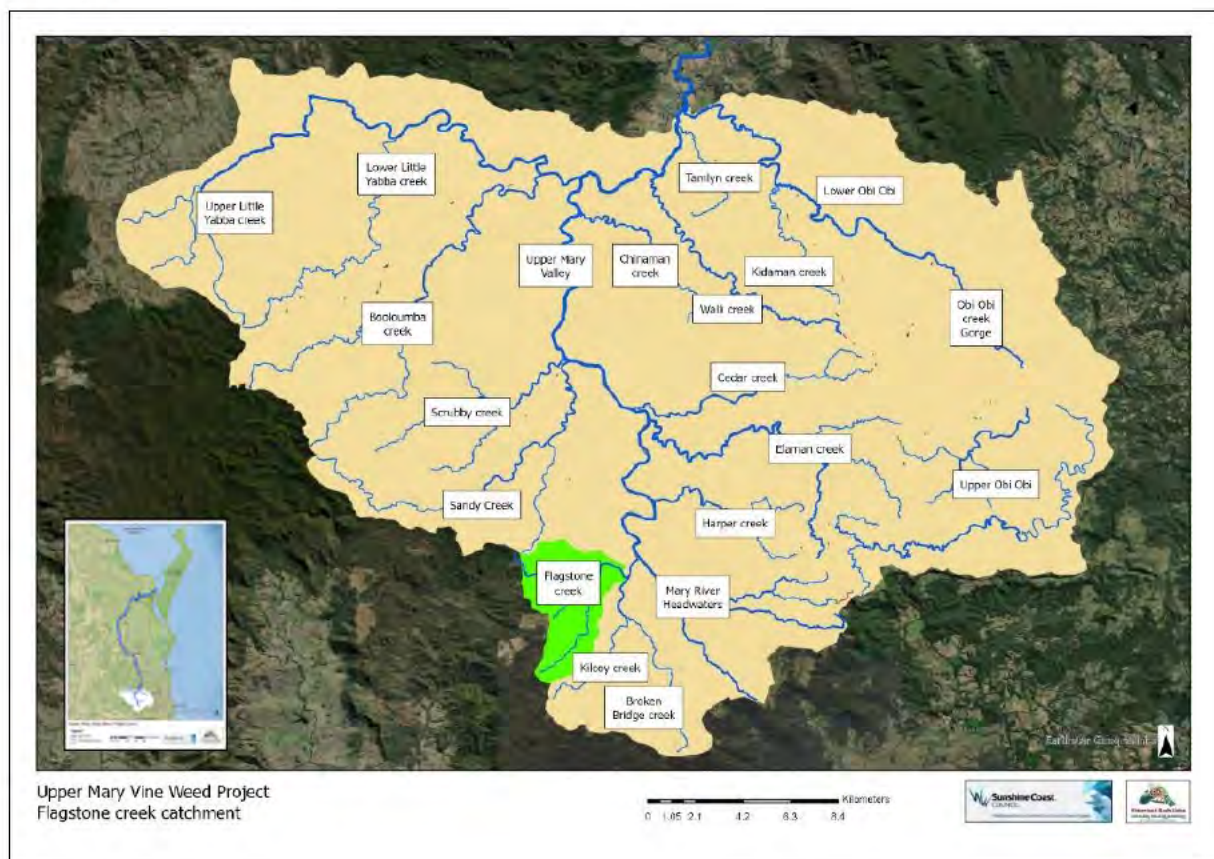 Lower Little
Yabba creek
Tamlyn creek
Lower Obi Obi
Upper Little
Yabba creek
Upper Mary
Valley
Chinaman
creek
Kidaman creek
Booloumba
creek
Walli creek
Obi Obi
creek
Gorge
Cedar creek
Scrubby creek
Elaman creek
Upper Obi Obi
Sandy Creek
Harper creek
Flagstone
creek
Mary River
Headwaters
Kilcoy creek
Broken
Bridge creek
Upper Mary Vine Weed Project
Flagstone creek catchment
Kilometers
0 1.05 2.1 4.2 6.3 8.4
Sunshine Coast
COUNCIL